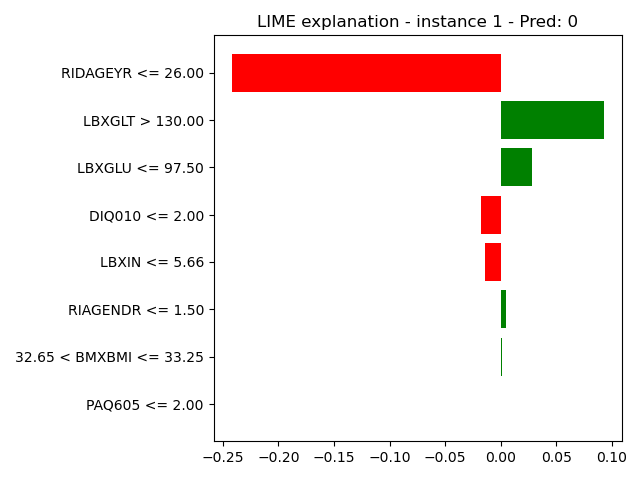 LIME explanation - instance 1 - Pred: 0
RIDAGEYR <= 26.00
LBXGLT > 130.00
LBXGLU <= 97.50
DIQ010 <= 2.00
LBXIN <= 5.66
RIAGENDR <= 1.50
32.65 < BMXBMI <= 33.25
PAQ605 <= 2.00
−0.25 −0.20 −0.15 −0.10 −0.05 0.00 0.05 0.10